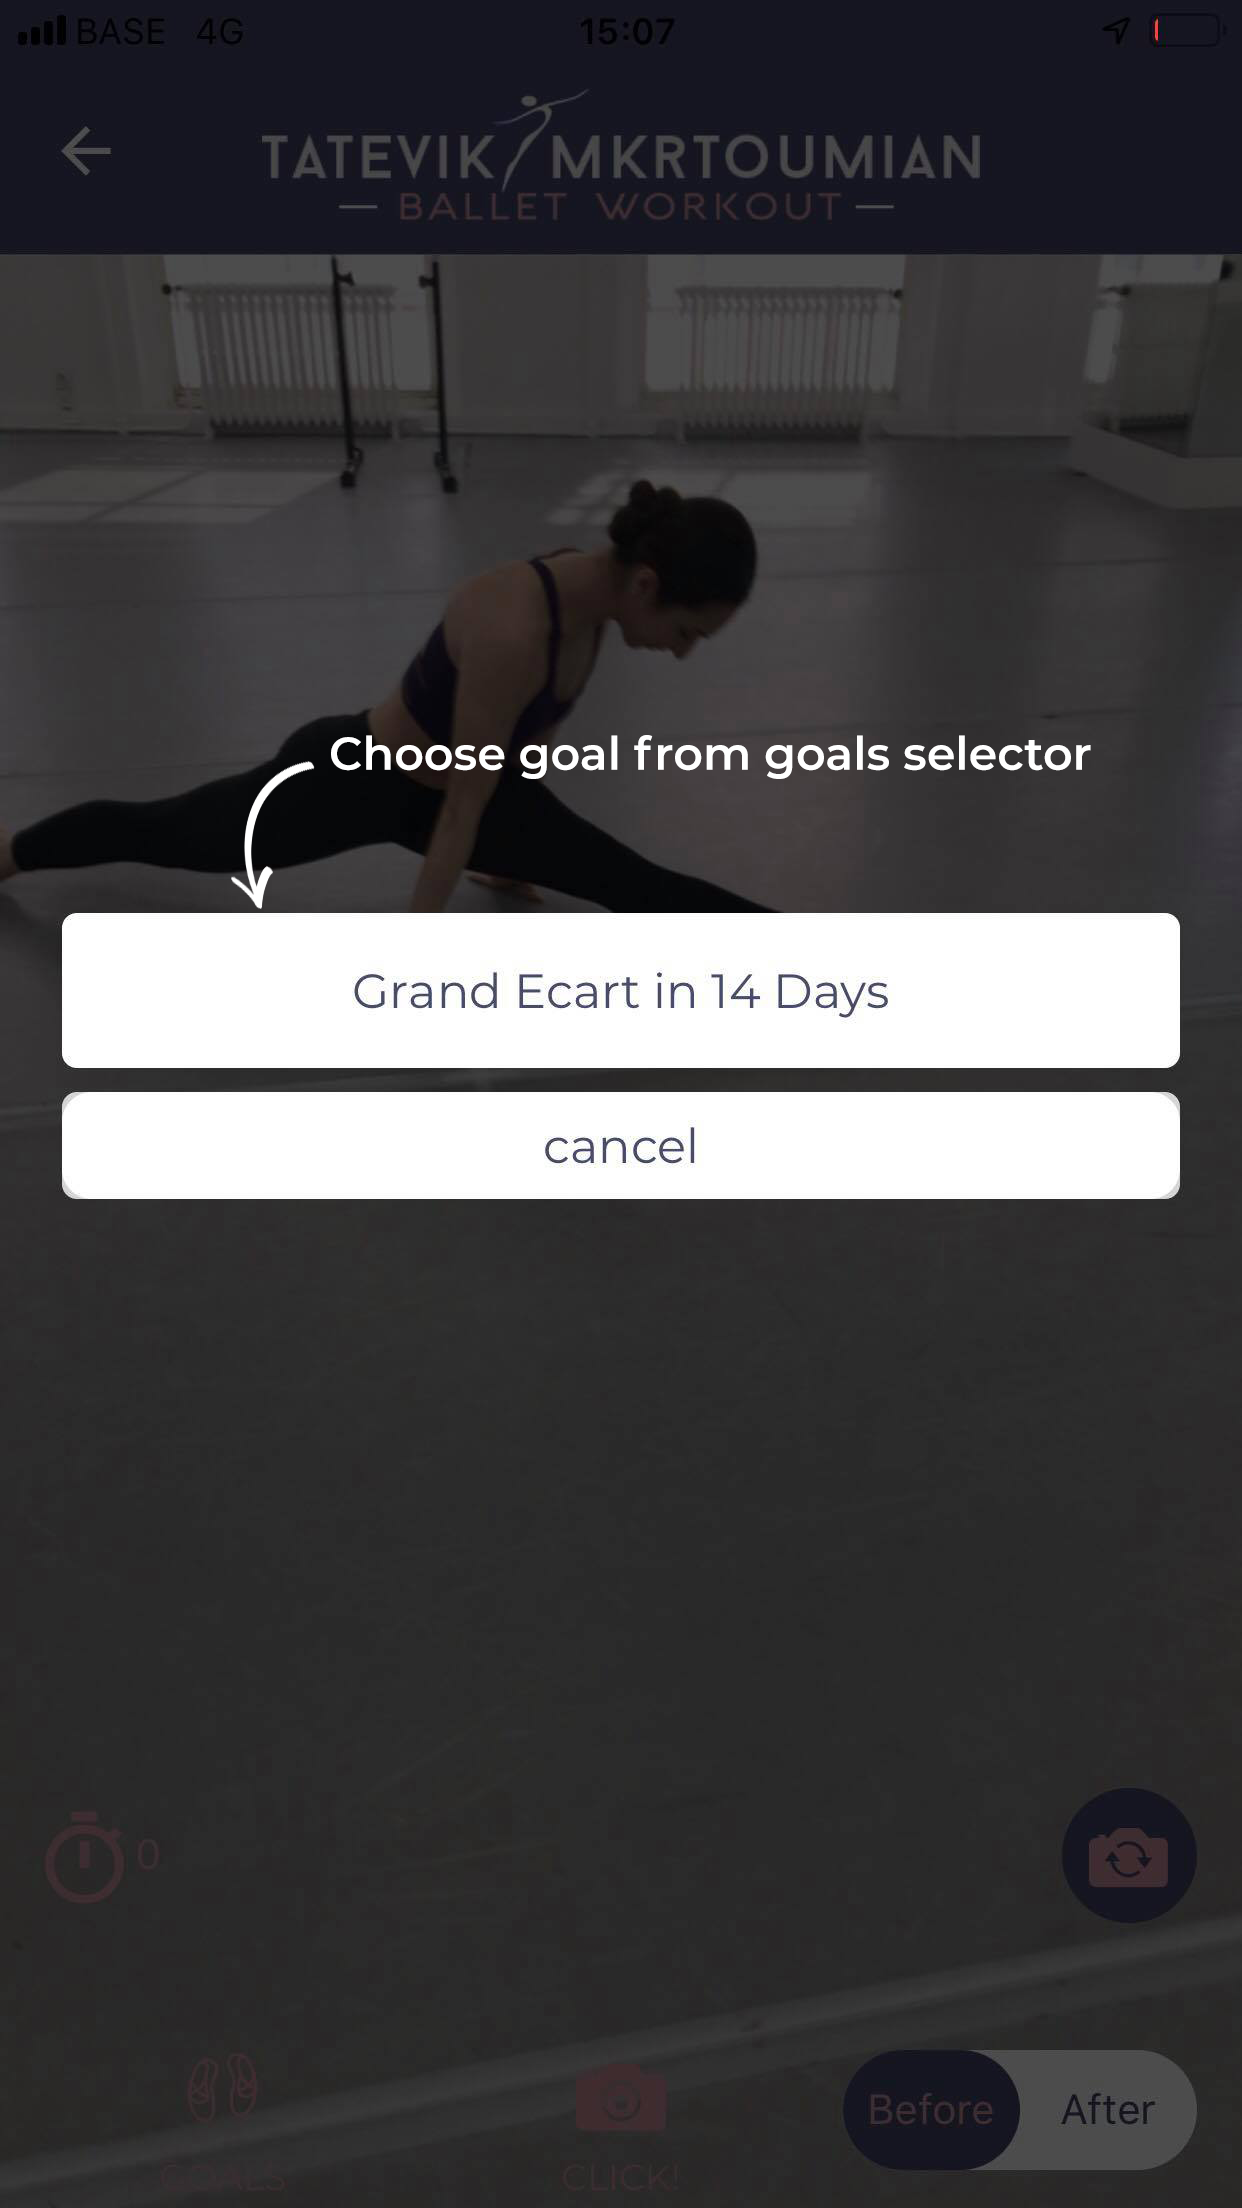 BASE 4G 15:07
TATEVIK MKRTOUMIAN
BALLET WORKOUT
Choose goal from goals selector
Grand Ecart in 14 Days
cancel
0
Before After
GOALS CLICK!